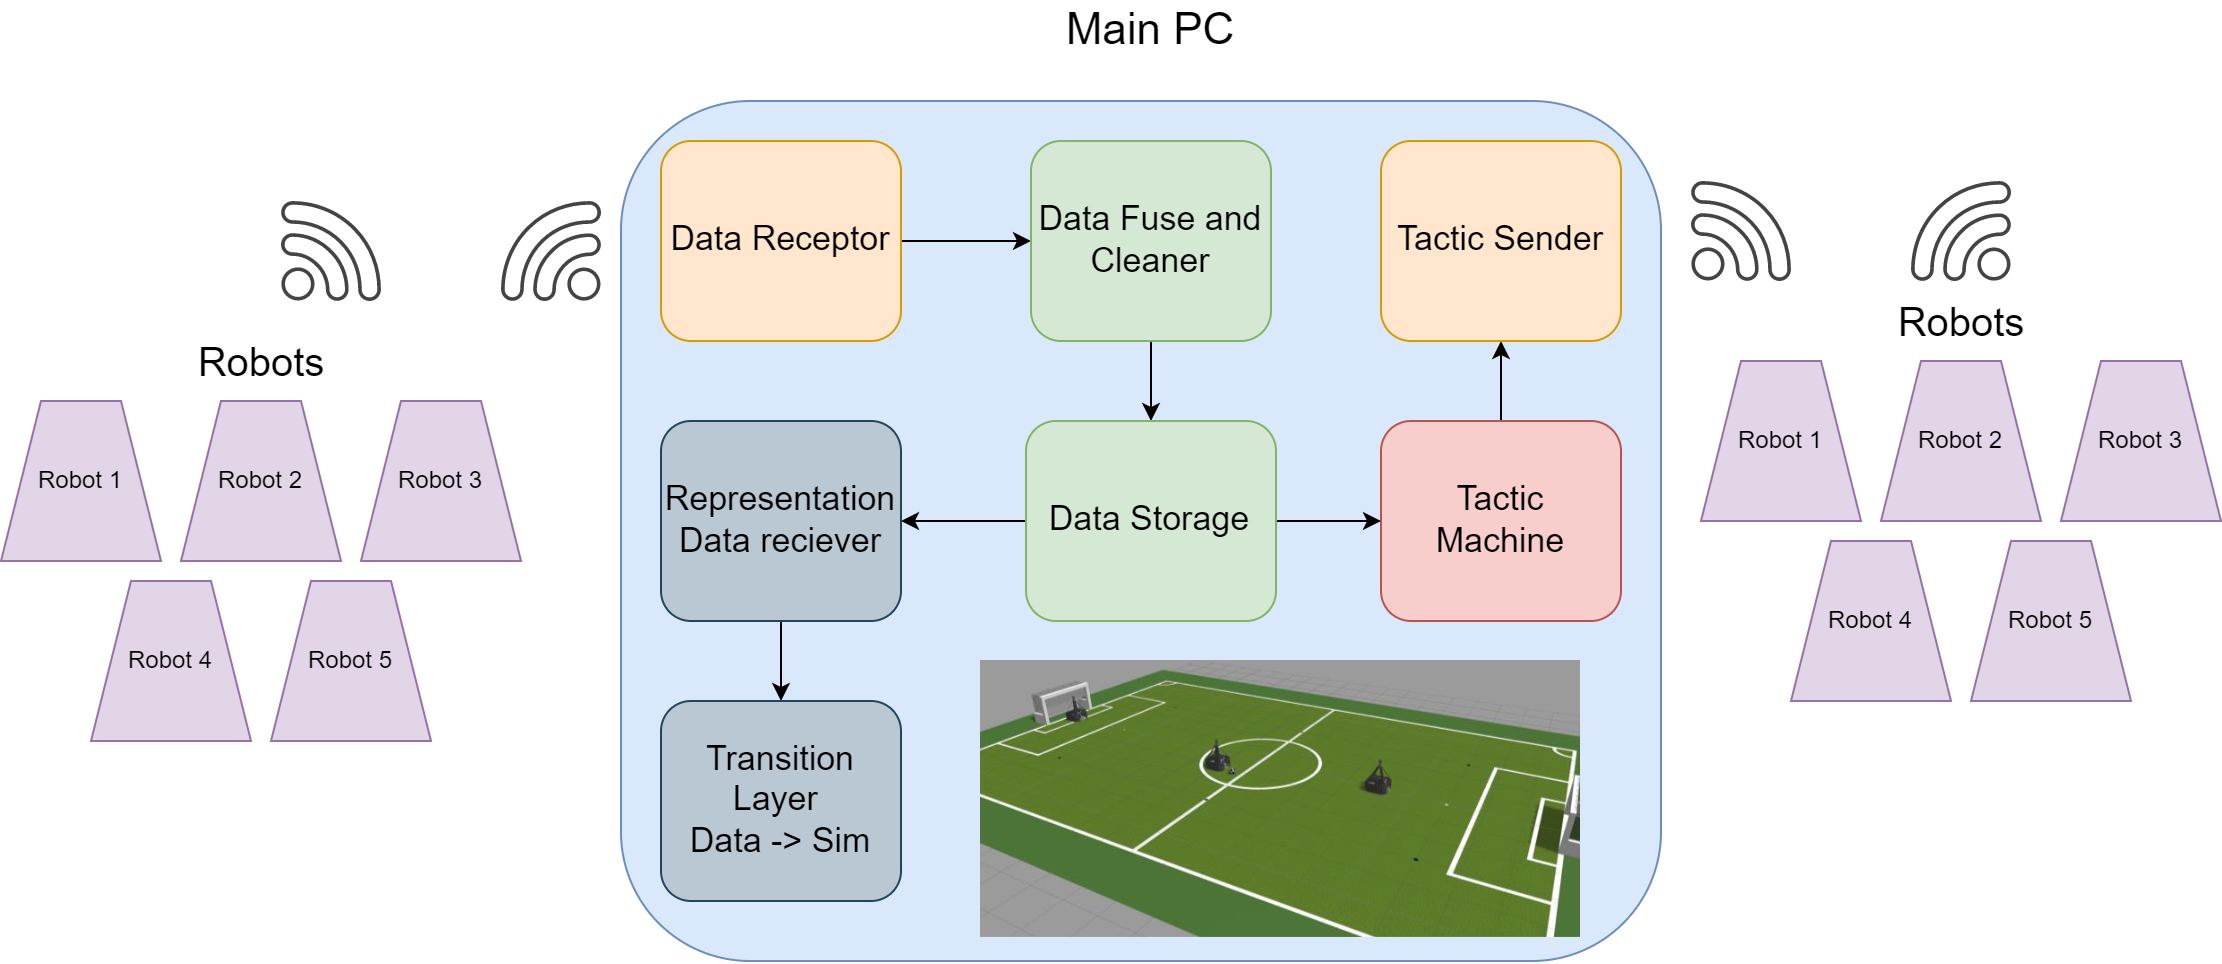 Main PC
Data Receptor
Data Fuse and
Cleaner
Tactic Sender
Robots
Robot 1
Robot 2
Robot 3
Robot 4
Robot 5
Representation
Data reciever
Data Storage
Tactic
Machine
Transition
Layer
Data -> Sim
Robots
Robot 1
Robot 2
Robot 3
Robot 4
Robot 5